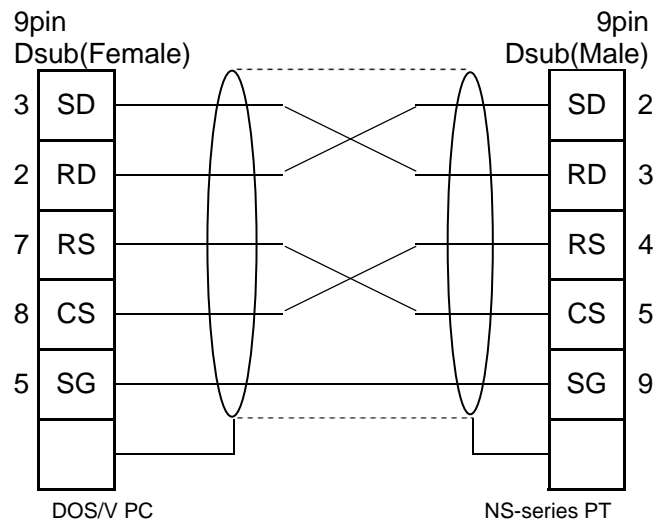 9pin
Dsub(Female)
9pin
Dsub(Male)
3 SD SD 2
2 RD RD 3
7 RS RS 4
8 CS CS 5
5 SG SG 9
DOS/V PC
NS-series PT